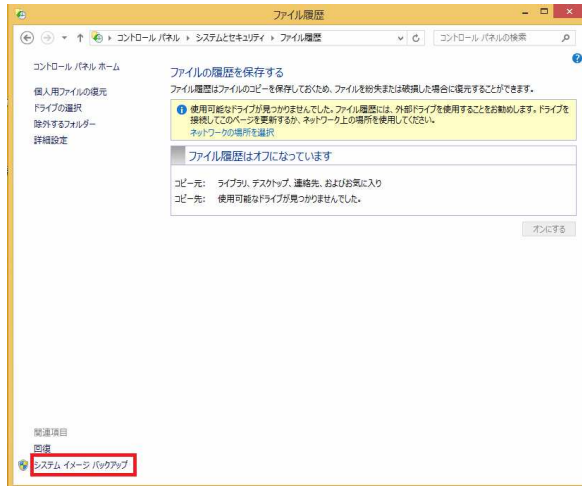 ファイル履歴
コントロール パネル ▸ システムとセキュリティ ▸ ファイル履歴
コントロール パネルの検索
コントロール パネル ホーム
個人用ファイルの復元
ドライブの選択
除外するフォルダー
詳細設定
ファイルの履歴を保存する
ファイル履歴はファイルのコピーを保存しておくため、ファイルを紛失または破損した場合に復元することができます。
使用可能なドライブが見つかりませんでした。ファイル履歴には、外部ドライブを使用することをお勧めします。ドライブを
接続してこのページを更新するか、ネットワーク上の場所を使用してください。
ネットワークの場所を選択
ファイル履歴はオフになっています
コピー元: ライブラリ、デスクトップ、連絡先、およびお気に入り
コピー先: 使用可能なドライブが見つかりませんでした。
オンにする
関連項目
回復
システム イメージ バックアップ